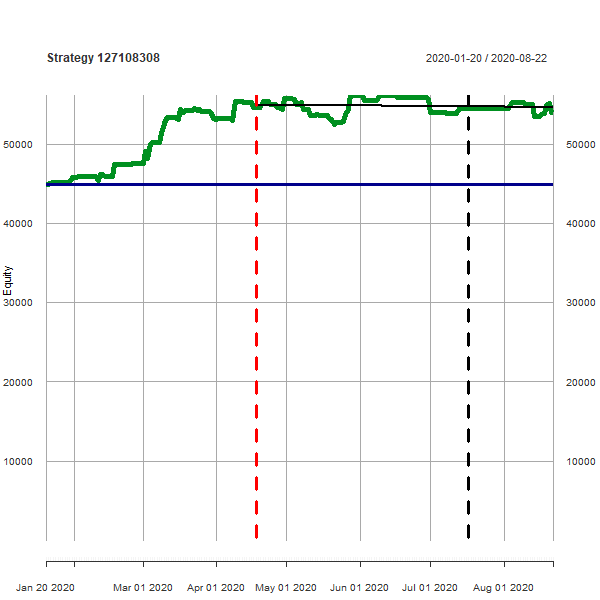 Strategy 127108308
2020-01-20 / 2020-08-22
50000
50000
40000
40000
Equity
30000
30000
20000
20000
10000
10000
Jan 20 2020
Mar 01 2020
Apr 01 2020
May 01 2020
Jun 01 2020
Jul 01 2020
Aug 01 2020